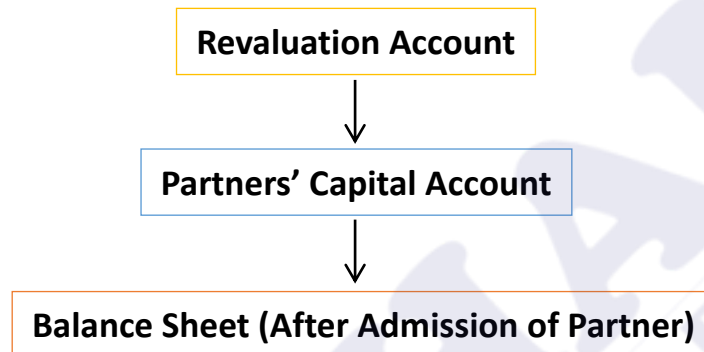 Revaluation Account
Partners’ Capital Account
Balance Sheet (After Admission of Partner)